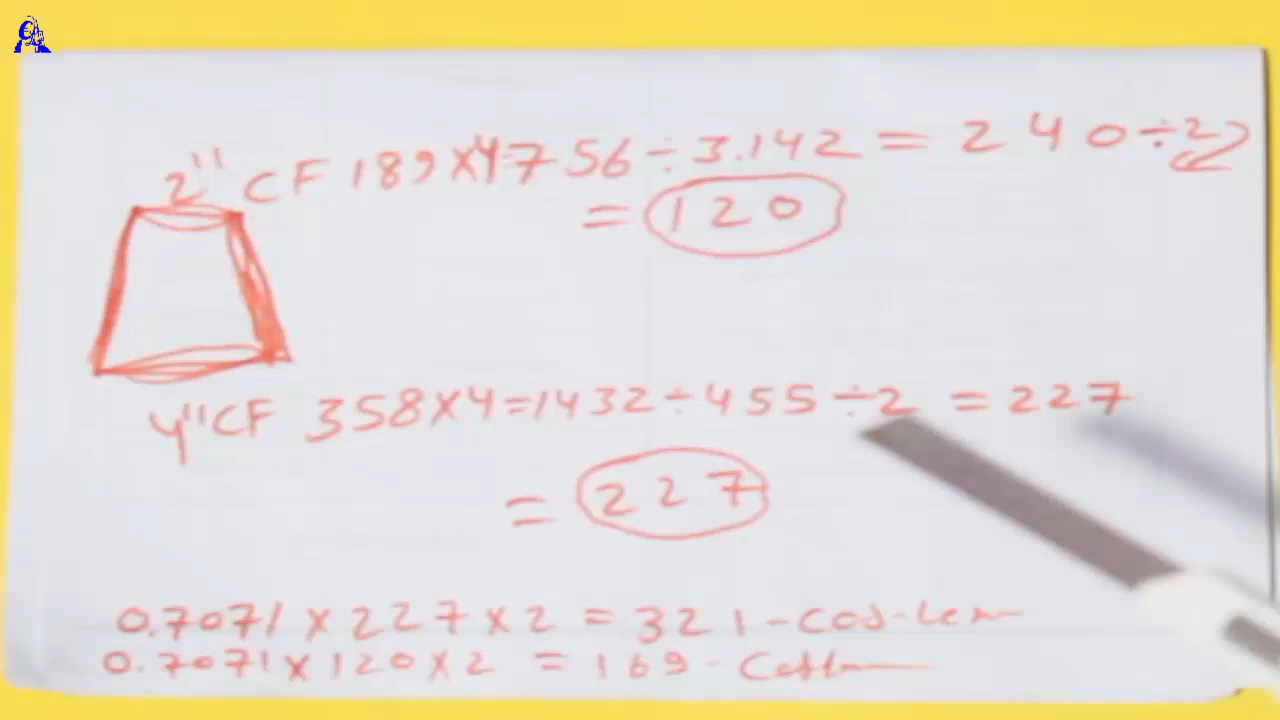 2" CF 189×4=756÷3.142=240÷2
=120
4"CF 358×4=1432÷455÷2=227
=227
0.7071×227×2=321-
0.7071×120×2=169-